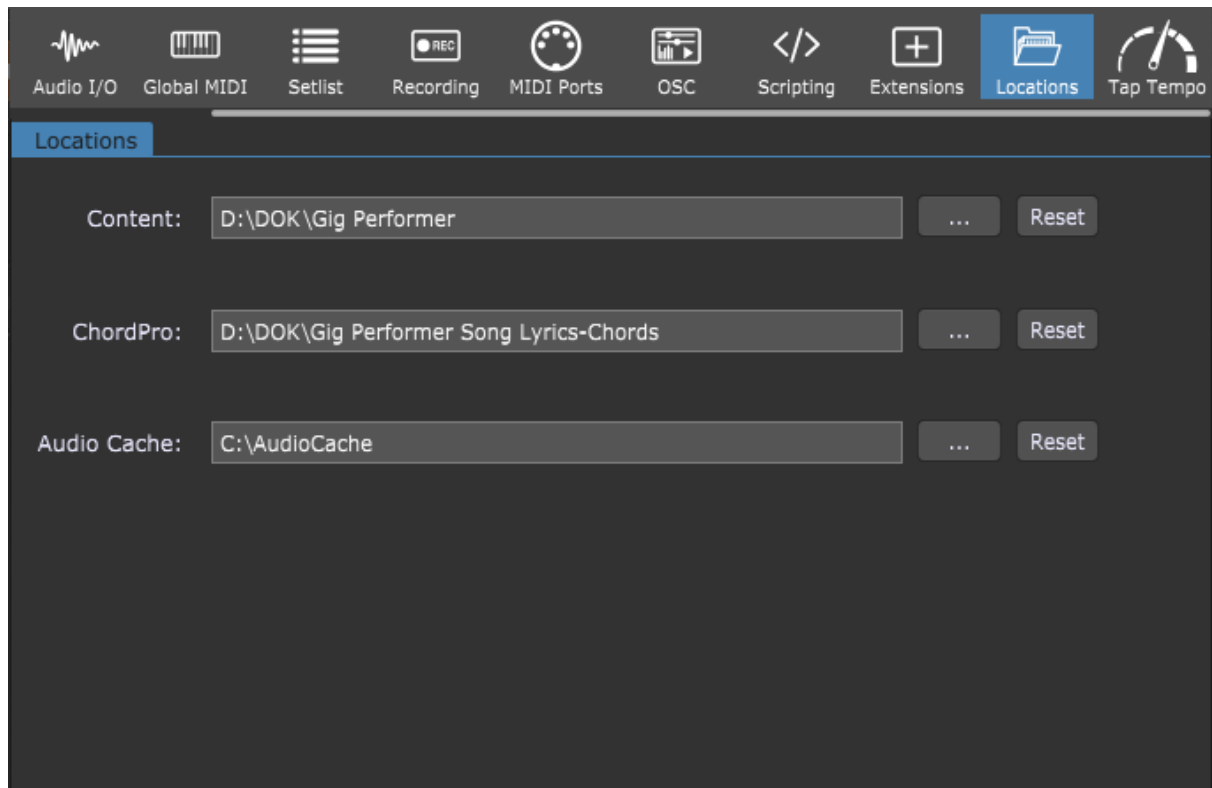 REC
Audio I/O Global MIDI Setlist Recording MIDI Ports OSC Scripting Extensions Locations Tap Tempo
Locations
Content: D:\DOK\Gig Performer ... Reset
ChordPro: D:\DOK\Gig Performer Song Lyrics-Chords ... Reset
Audio Cache: C:\AudioCache ... Reset